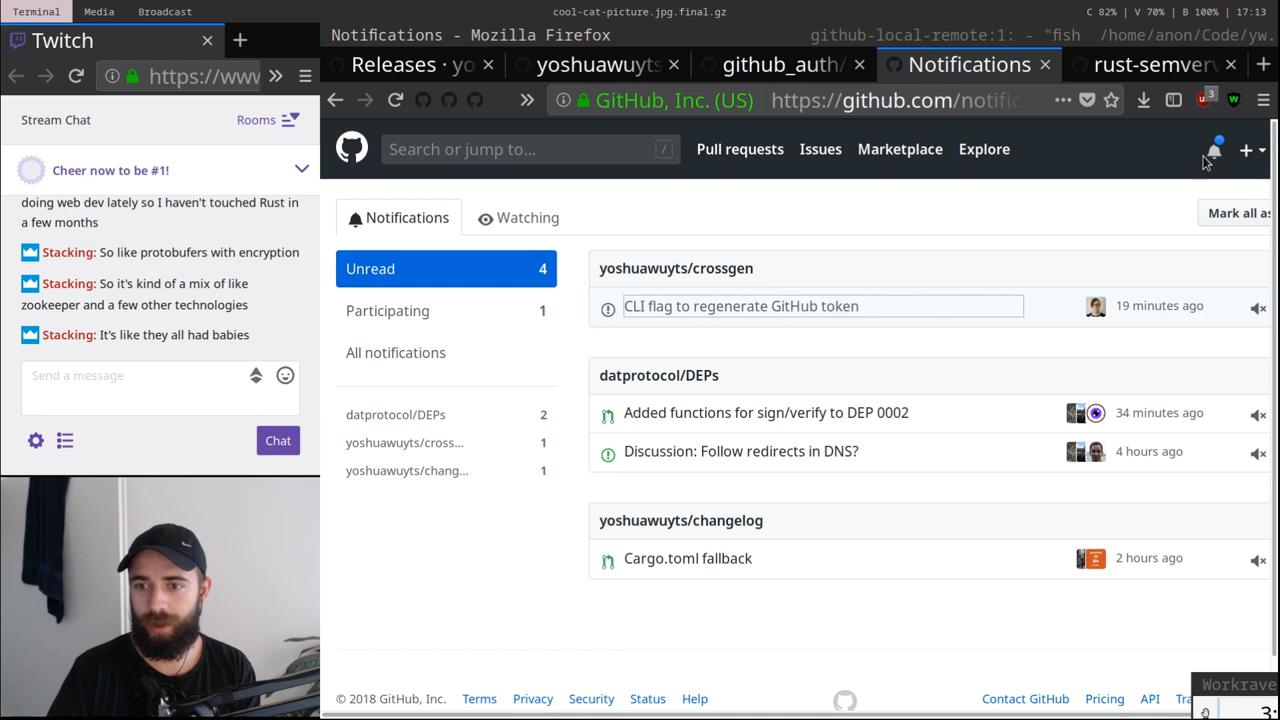 Terminal Media Broadcast cool-cat-picture.jpg.final.gz C 82% | V 70% | B 100% | 17:13
Twitch
https://www
Stream Chat Rooms
Cheer now to be #1!
doing web dev lately so I haven't touched Rust in
a few months
Stacking: So like protobufers with encryption
Stacking: So it's kind of a mix of like
zookeeper and a few other technologies
Stacking: It's like they all had babies
Send a message
Chat
Notifications - Mozilla Firefox github-local-remote:1: - "fish /home/anon/Code/yw.
Releases · yo yoshuawuyts github_auth/ Notifications rust-semver
GitHub, Inc. (US) https://github.com/notific 3
Search or jump to... / Pull requests Issues Marketplace Explore
Notifications Watching Mark all as
Unread 4
Participating 1
All notifications
datprotocol/DEPs 2
yoshuawuyts/cross... 1
yoshuawuyts/chang... 1
yoshuawuyts/crossgen
CLI flag to regenerate GitHub token 19 minutes ago
datprotocol/DEPs
Added functions for sign/verify to DEP 0002 34 minutes ago
Discussion: Follow redirects in DNS? 4 hours ago
yoshuawuyts/changelog
Cargo.toml fallback 2 hours ago
© 2018 GitHub, Inc. Terms Privacy Security Status Help Contact GitHub Pricing API Tra
Workrave
3: